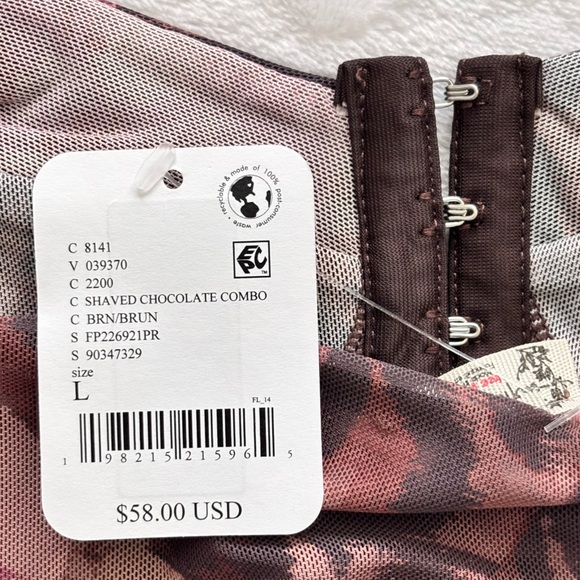 recyclable & made of 100% post-consumer waste •
EPC™
C 8141
V 039370
C 2200
C SHAVED CHOCOLATE COMBO
C BRN/BRUN
S FP226921PR
S 90347329
size
L
FL_14
1 98215 21596 5
$58.00 USD